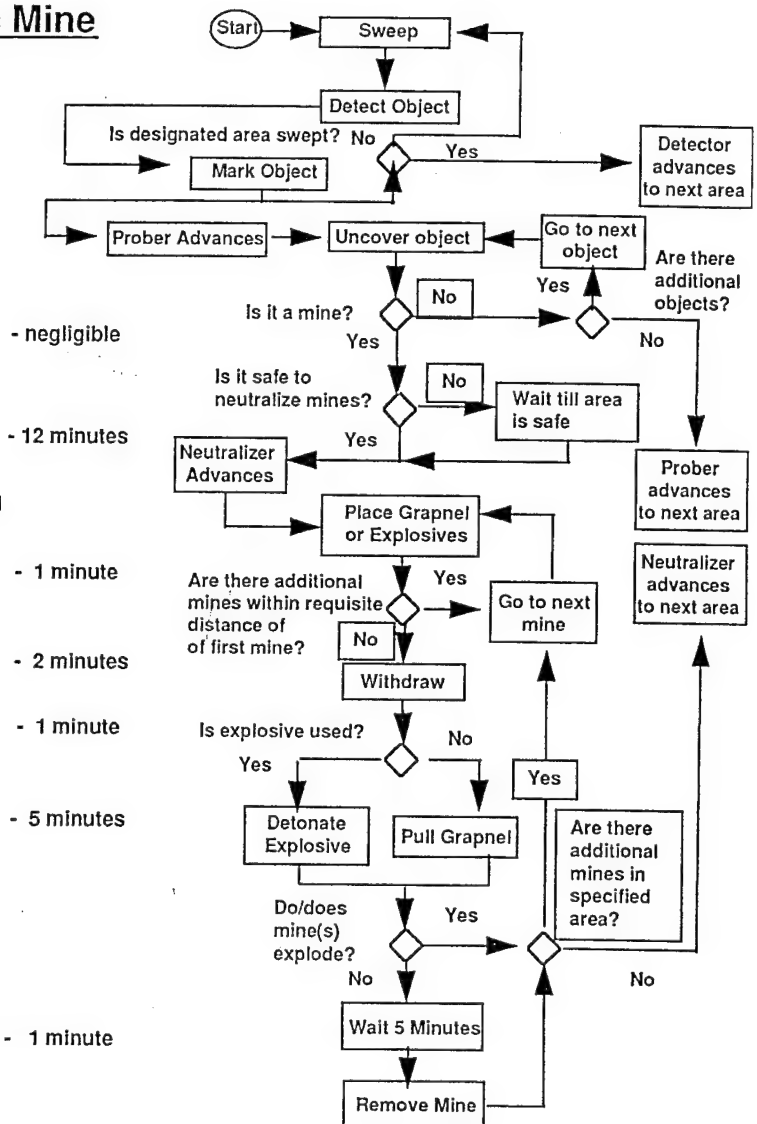 Mine
Start
Sweep
Detect Object
Is designated area swept?
No
Yes
Detector
advances
to next area
Mark Object
Prober Advances
Uncover object
Go to next
object
Are there
additional
objects?
Yes
No
Is it a mine?
No
Yes
- negligible
Is it safe to
neutralize mines?
No
Wait till area
is safe
Yes
- 12 minutes
Neutralizer
Advances
Prober
advances
to next area
Place Grapnel
or Explosives
Neutralizer
advances
to next area
- 1 minute
Are there additional
mines within requisite
distance of
of first mine?
Yes
Go to next
mine
No
- 2 minutes
Withdraw
- 1 minute
Is explosive used?
Yes
No
Yes
- 5 minutes
Detonate
Explosive
Pull Grapnel
Are there
additional
mines in
specified
area?
Do/does
mine(s)
explode?
Yes
No
No
Wait 5 Minutes
- 1 minute
Remove Mine